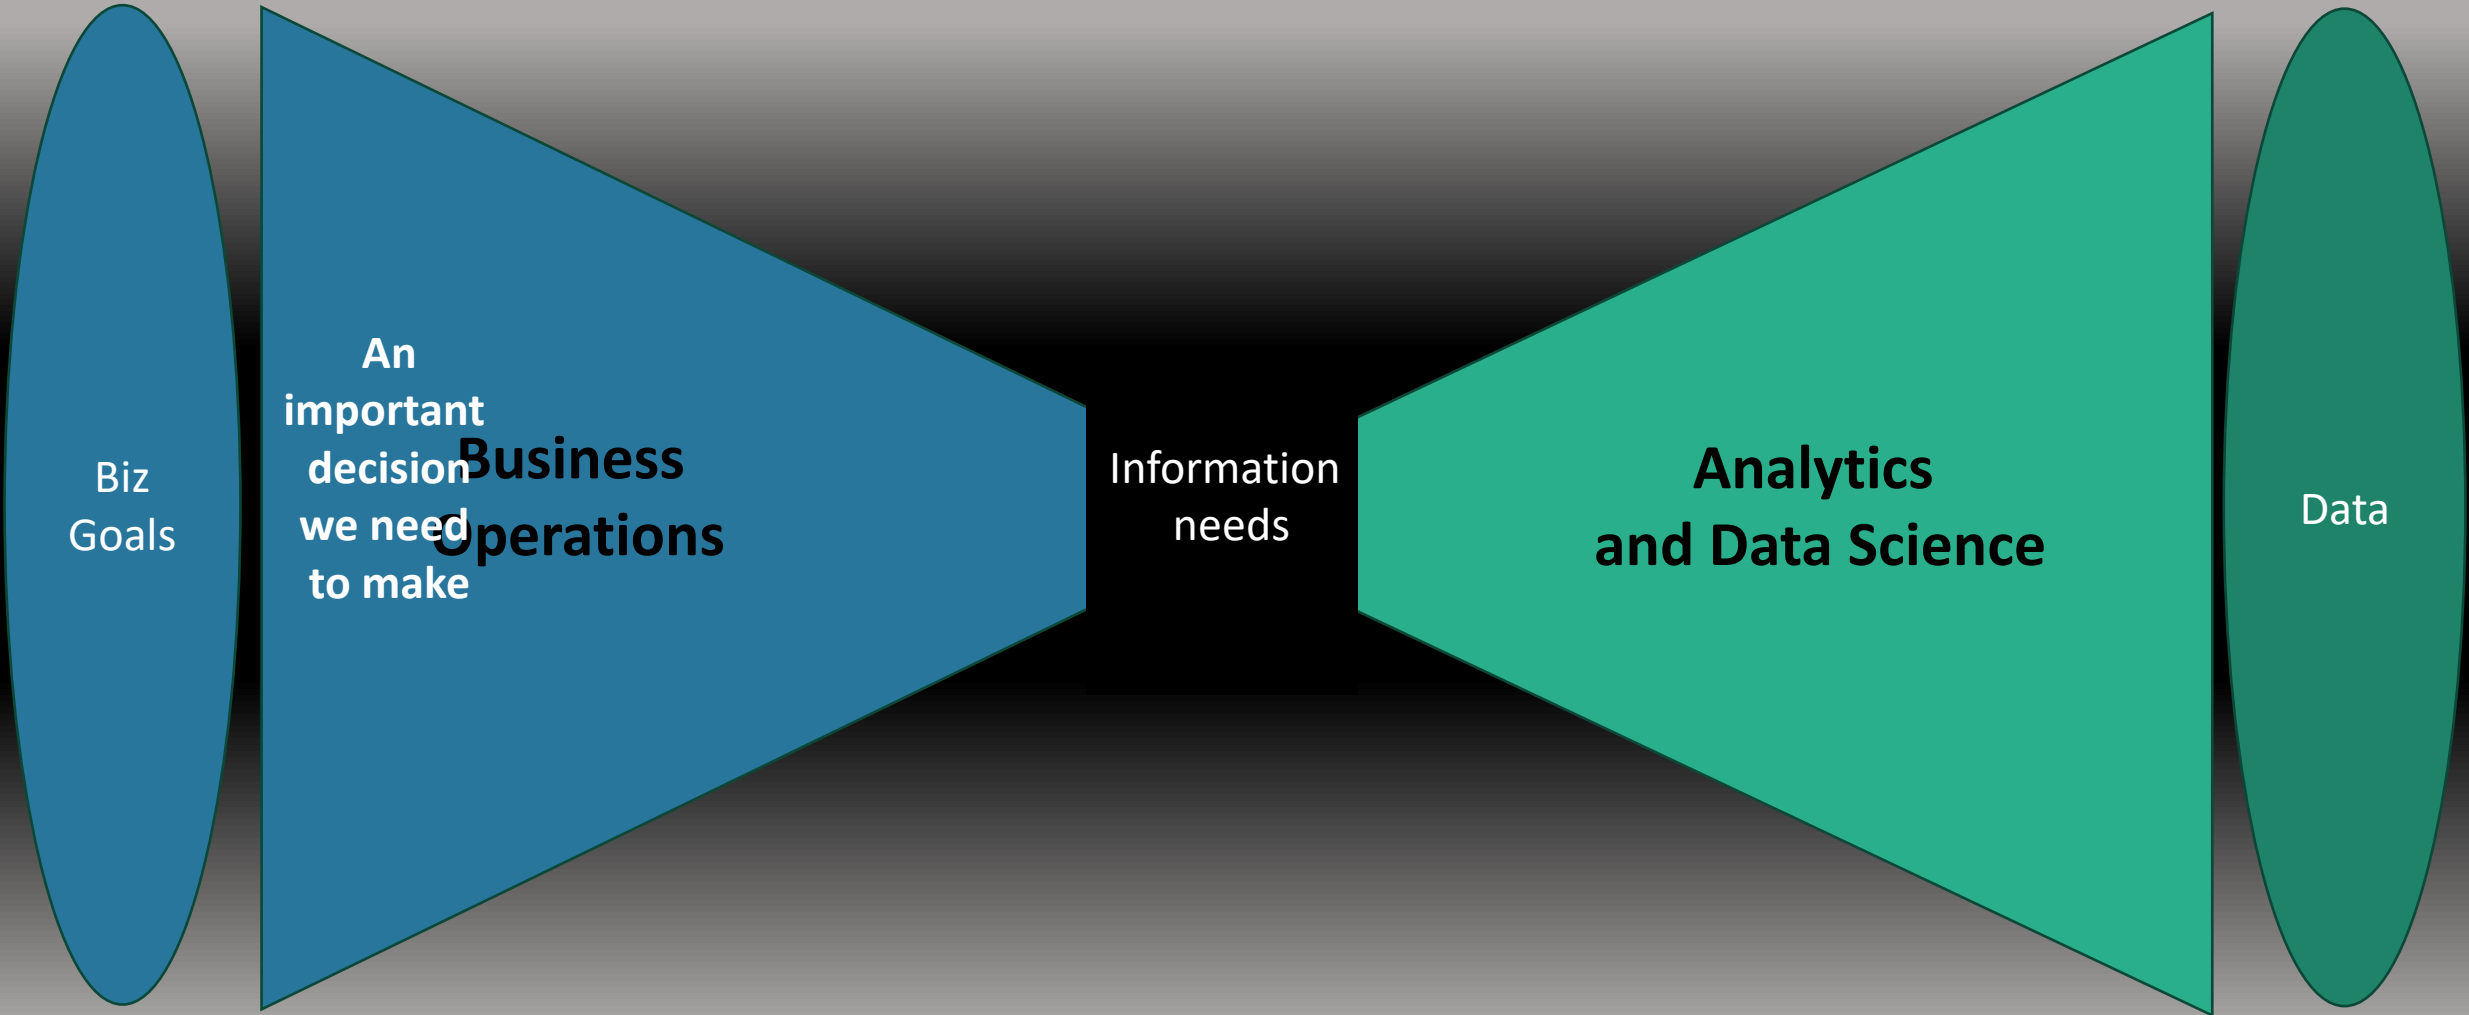 Biz
Goals
An
important
decision
we need
to make
Business
Operations
Information
needs
Analytics
and Data Science
Data